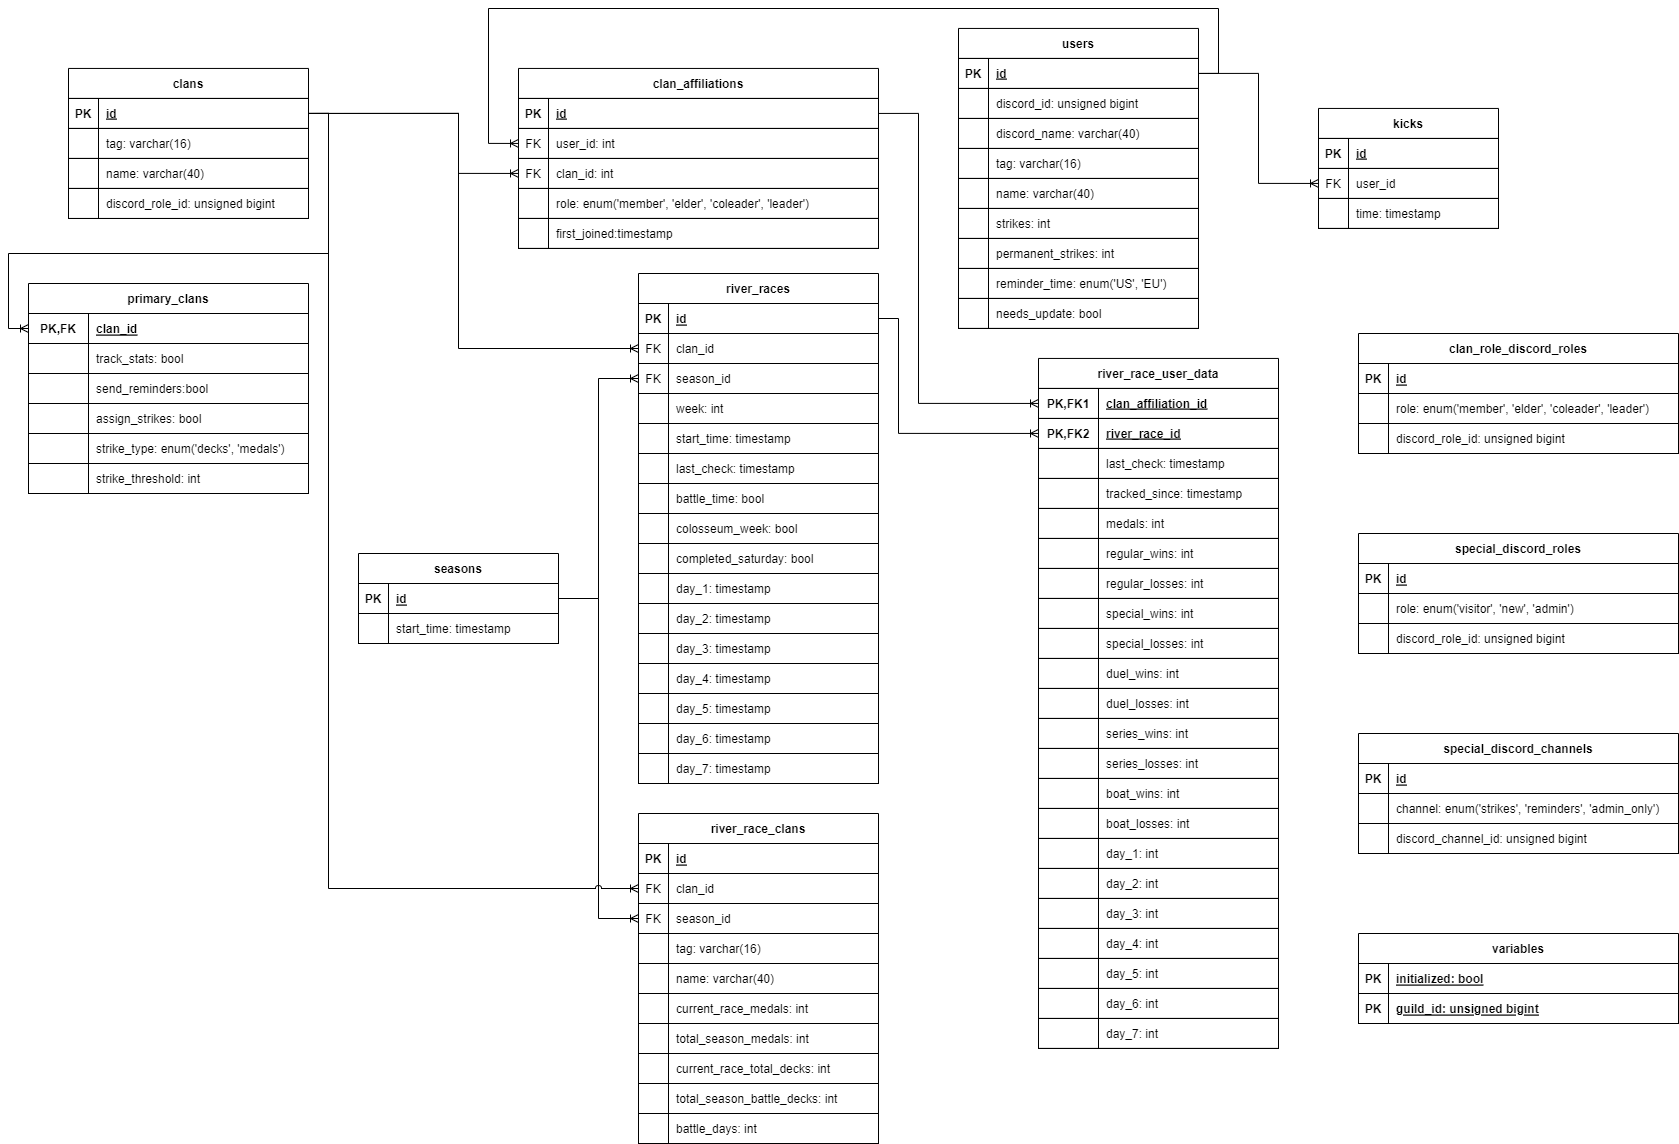 clans
PK id
tag: varchar(16)
name: varchar(40)
discord_role_id: unsigned bigint
clan_affiliations
PK id
FK user_id: int
FK clan_id: int
role: enum('member', 'elder', 'coleader', 'leader')
first_joined:timestamp
users
PK id
discord_id: unsigned bigint
discord_name: varchar(40)
tag: varchar(16)
name: varchar(40)
strikes: int
permanent_strikes: int
reminder_time: enum('US', 'EU')
needs_update: bool
kicks
PK id
FK user_id
time: timestamp
primary_clans
PK,FK clan_id
track_stats: bool
send_reminders:bool
assign_strikes: bool
strike_type: enum('decks', 'medals')
strike_threshold: int
river_races
PK id
FK clan_id
FK season_id
week: int
start_time: timestamp
last_check: timestamp
battle_time: bool
colosseum_week: bool
completed_saturday: bool
day_1: timestamp
day_2: timestamp
day_3: timestamp
day_4: timestamp
day_5: timestamp
day_6: timestamp
day_7: timestamp
seasons
PK id
start_time: timestamp
river_race_clans
PK id
FK clan_id
FK season_id
tag: varchar(16)
name: varchar(40)
current_race_medals: int
total_season_medals: int
current_race_total_decks: int
total_season_battle_decks: int
battle_days: int
river_race_user_data
PK,FK1 clan_affiliation_id
PK,FK2 river_race_id
last_check: timestamp
tracked_since: timestamp
medals: int
regular_wins: int
regular_losses: int
special_wins: int
special_losses: int
duel_wins: int
duel_losses: int
series_wins: int
series_losses: int
boat_wins: int
boat_losses: int
day_1: int
day_2: int
day_3: int
day_4: int
day_5: int
day_6: int
day_7: int
clan_role_discord_roles
PK id
role: enum('member', 'elder', 'coleader', 'leader')
discord_role_id: unsigned bigint
special_discord_roles
PK id
role: enum('visitor', 'new', 'admin')
discord_role_id: unsigned bigint
special_discord_channels
PK id
channel: enum('strikes', 'reminders', 'admin_only')
discord_channel_id: unsigned bigint
variables
PK initialized: bool
PK guild_id: unsigned bigint